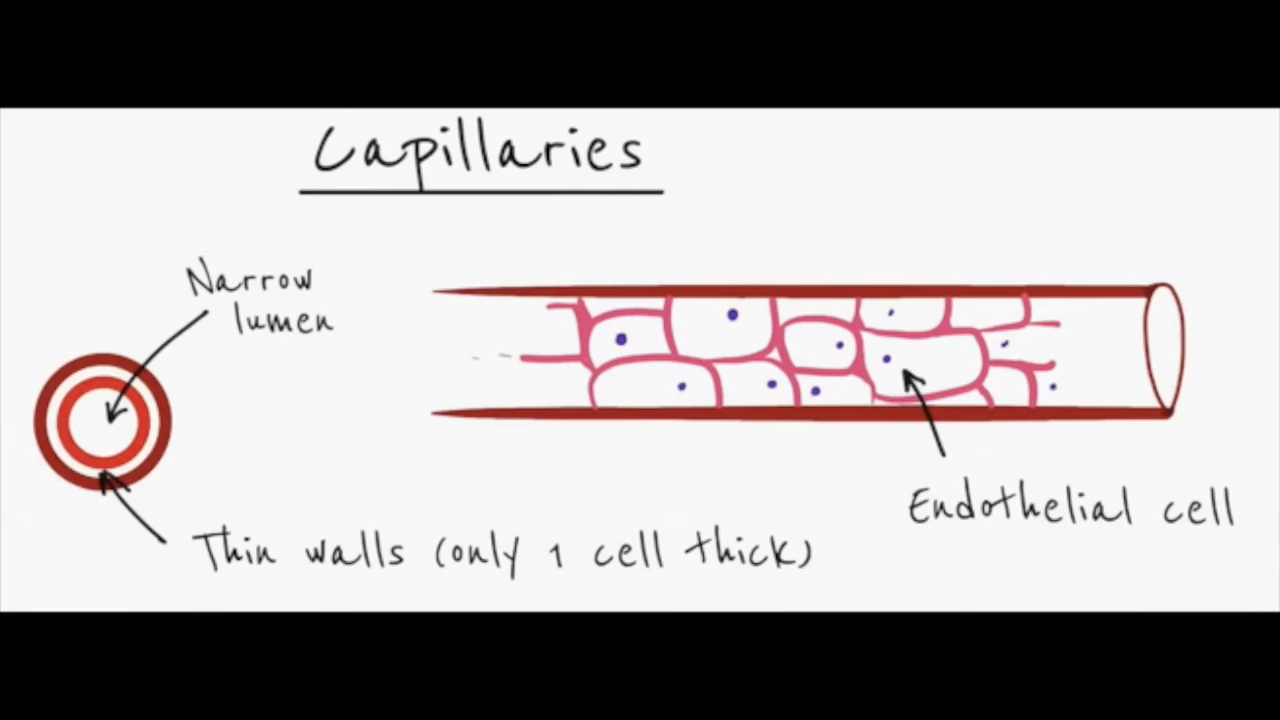 Capillaries
Narrow
lumen
Endothelial cell
Thin walls (only 1 cell thick)